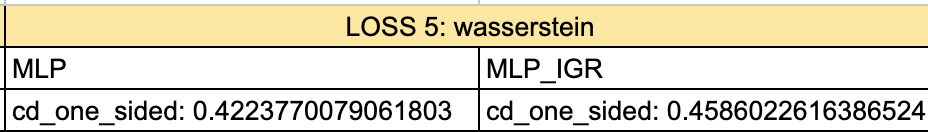 LOSS 5: wasserstein
MLP
MLP_IGR
cd_one_sided: 0.4223770079061803
cd_one_sided: 0.4586022616386524